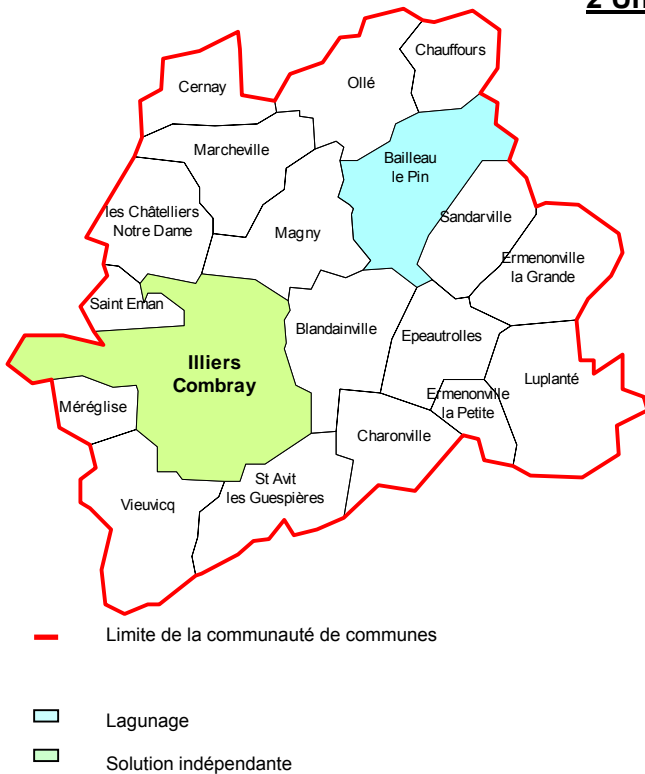 Chauffours
Ollé
Cernay
Marcheville
Bailleau
le Pin
les Châtelliers
Notre Dame
Magny
Sandarville
Ermenonville
la Grande
Saint Eman
Blandainville
Epeautrolles
Illiers
Combray
Luplanté
Ermenonville
la Petite
Méréglise
Charonville
St Avit
les Guespières
Vieuvicq
Limite de la communauté de communes
Lagunage
Solution indépendante